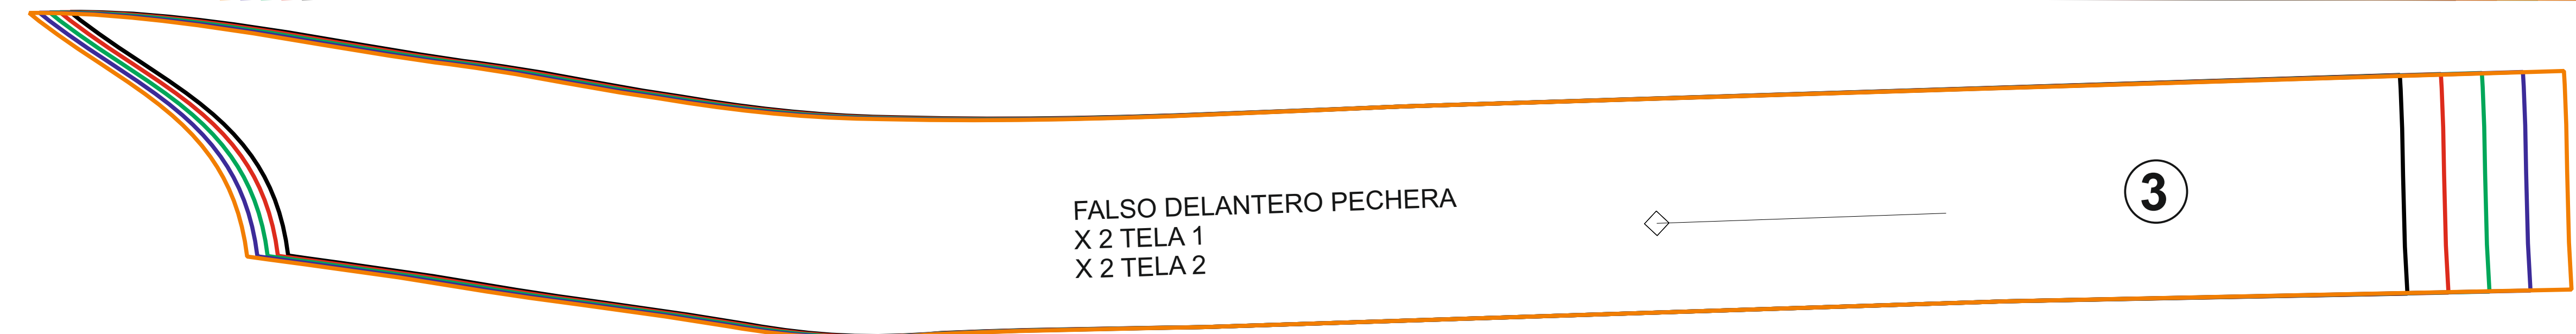 FALSO DELANTERO PECHERA
X 2 TELA 1
X 2 TELA 2
3